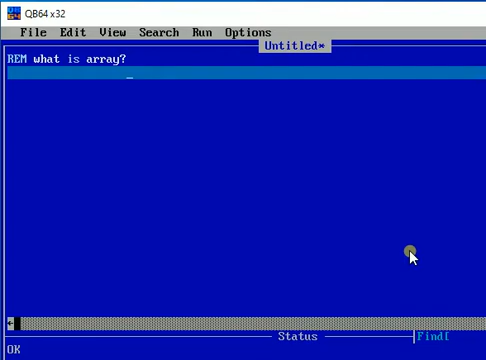 QB64 x32
File Edit View Search Run Options
Untitled*
REM what is array?
Status
Find[
OK